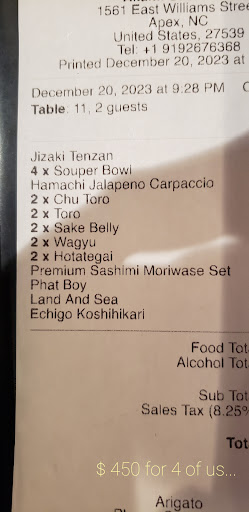 1561 East Williams Stree
Apex, NC
United States, 27539
Tel: +1 9192676368
Printed December 20, 2023 at
December 20, 2023 at 9:28 PM
Table: 11, 2 guests
Jizaki Tenzan
4 x Souper Bowl
Hamachi Jalapeno Carpaccio
2 x Chu Toro
2 x Toro
2 x Sake Belly
2 x Wagyu
2 x Hotategai
Premium Sashimi Moriwase Set
Phat Boy
Land And Sea
Echigo Koshihikari
Food Tot
Alcohol Tot
Sub Tot
Sales Tax (8.25%
Tot
$ 450 for 4 of us...
Arigato